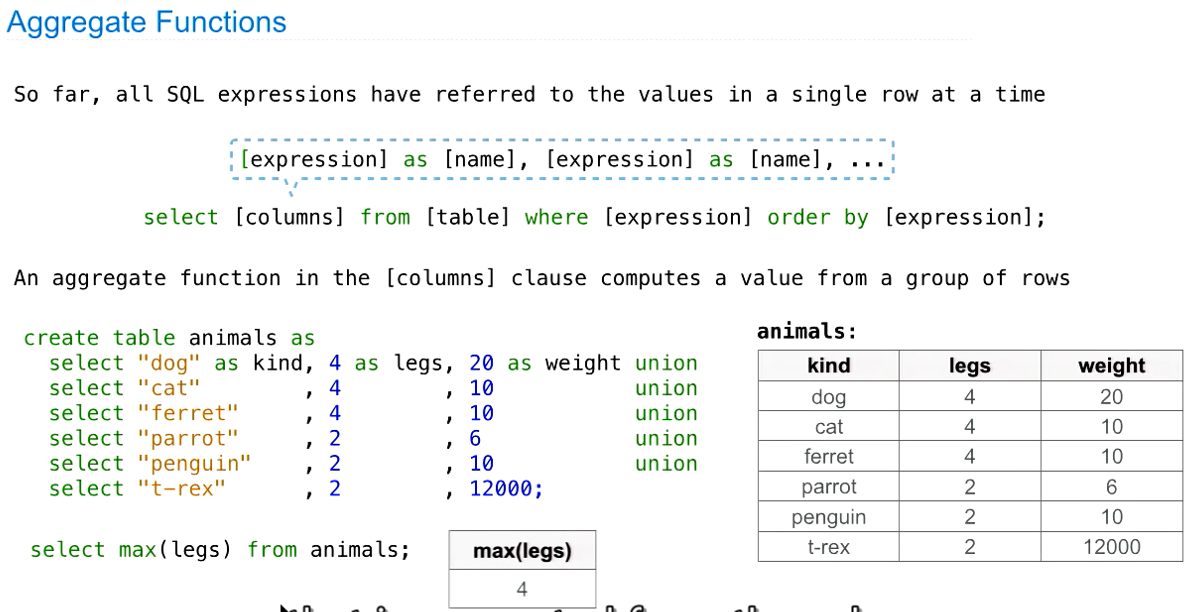 Aggregate Functions
So far, all SQL expressions have referred to the values in a single row at a time
[expression] as [name], [expression] as [name], ...
select [columns] from [table] where [expression] order by [expression];
An aggregate function in the [columns] clause computes a value from a group of rows
create table animals as
select "dog" as kind, 4 as legs, 20 as weight union
select "cat" , 4 , 10 union
select "ferret" , 4 , 10 union
select "parrot" , 2 , 6 union
select "penguin" , 2 , 10 union
select "t-rex" , 2 , 12000;
animals:
kind legs weight
dog 4 20
cat 4 10
ferret 4 10
parrot 2 6
penguin 2 10
t-rex 2 12000
select max(legs) from animals;
max(legs)
4